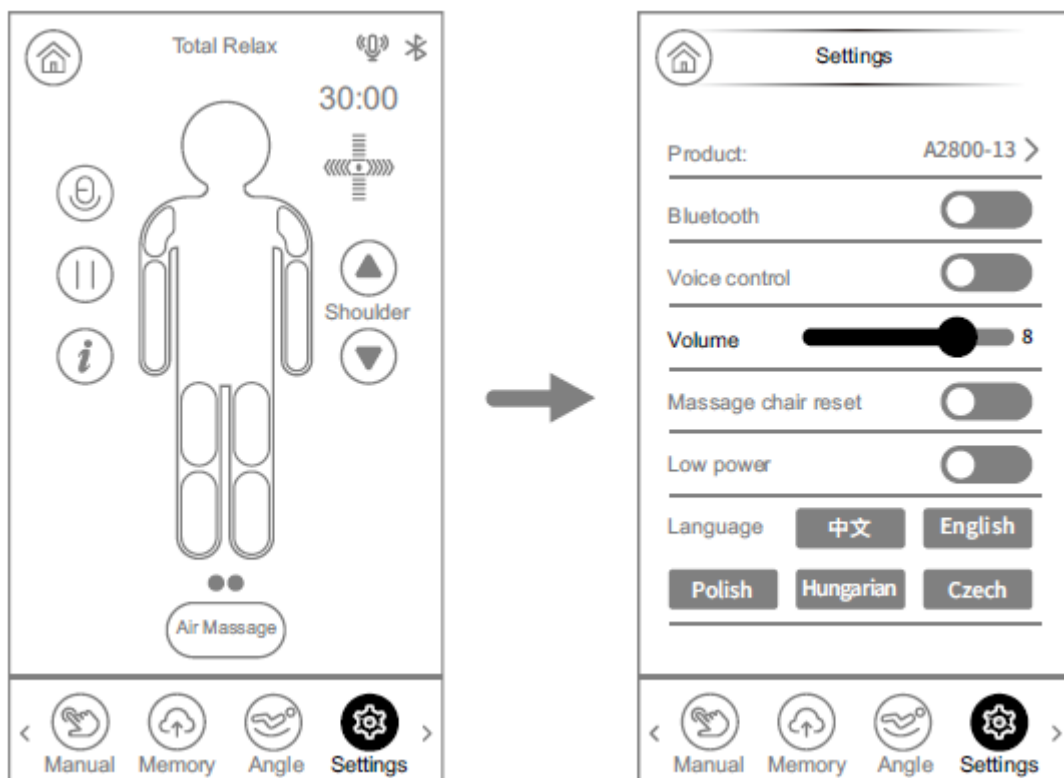 Total Relax
30:00
Shoulder
Air Massage
Manual Memory Angle Settings
Settings
Product: A2800-13
Bluetooth
Voice control
Volume 8
Massage chair reset
Low power
Language 中文 English
Polish Hungarian Czech
Manual Memory Angle Settings